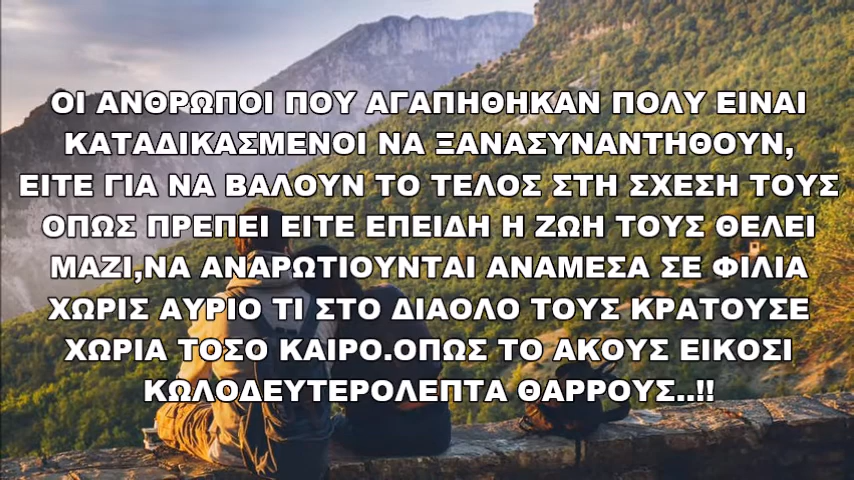 ΟΙ ΑΝΘΡΩΠΟΙ ΠΟΥ ΑΓΑΠΗΘΗΚΑΝ ΠΟΛΥ ΕΙΝΑΙ
ΚΑΤΑΔΙΚΑΣΜΕΝΟΙ ΝΑ ΞΑΝΑΣΥΝΑΝΤΗΘΟΥΝ,
ΕΙΤΕ ΓΙΑ ΝΑ ΒΑΛΟΥΝ ΤΟ ΤΕΛΟΣ ΣΤΗ ΣΧΕΣΗ ΤΟΥΣ
ΟΠΩΣ ΠΡΕΠΕΙ ΕΙΤΕ ΕΠΕΙΔΗ Η ΖΩΗ ΤΟΥΣ ΘΕΛΕΙ
ΜΑΖΙ,ΝΑ ΑΝΑΡΩΤΙΟΥΝΤΑΙ ΑΝΑΜΕΣΑ ΣΕ ΦΙΛΙΑ
ΧΩΡΙΣ ΑΥΡΙΟ ΤΙ ΣΤΟ ΔΙΑΟΛΟ ΤΟΥΣ ΚΡΑΤΟΥΣΕ
ΧΩΡΙΑ ΤΟΣΟ ΚΑΙΡΟ.ΟΠΩΣ ΤΟ ΑΚΟΥΣ ΕΙΚΟΣΙ
ΚΩΛΟΔΕΥΤΕΡΟΛΕΠΤΑ ΘΑΡΡΟΥΣ..!!